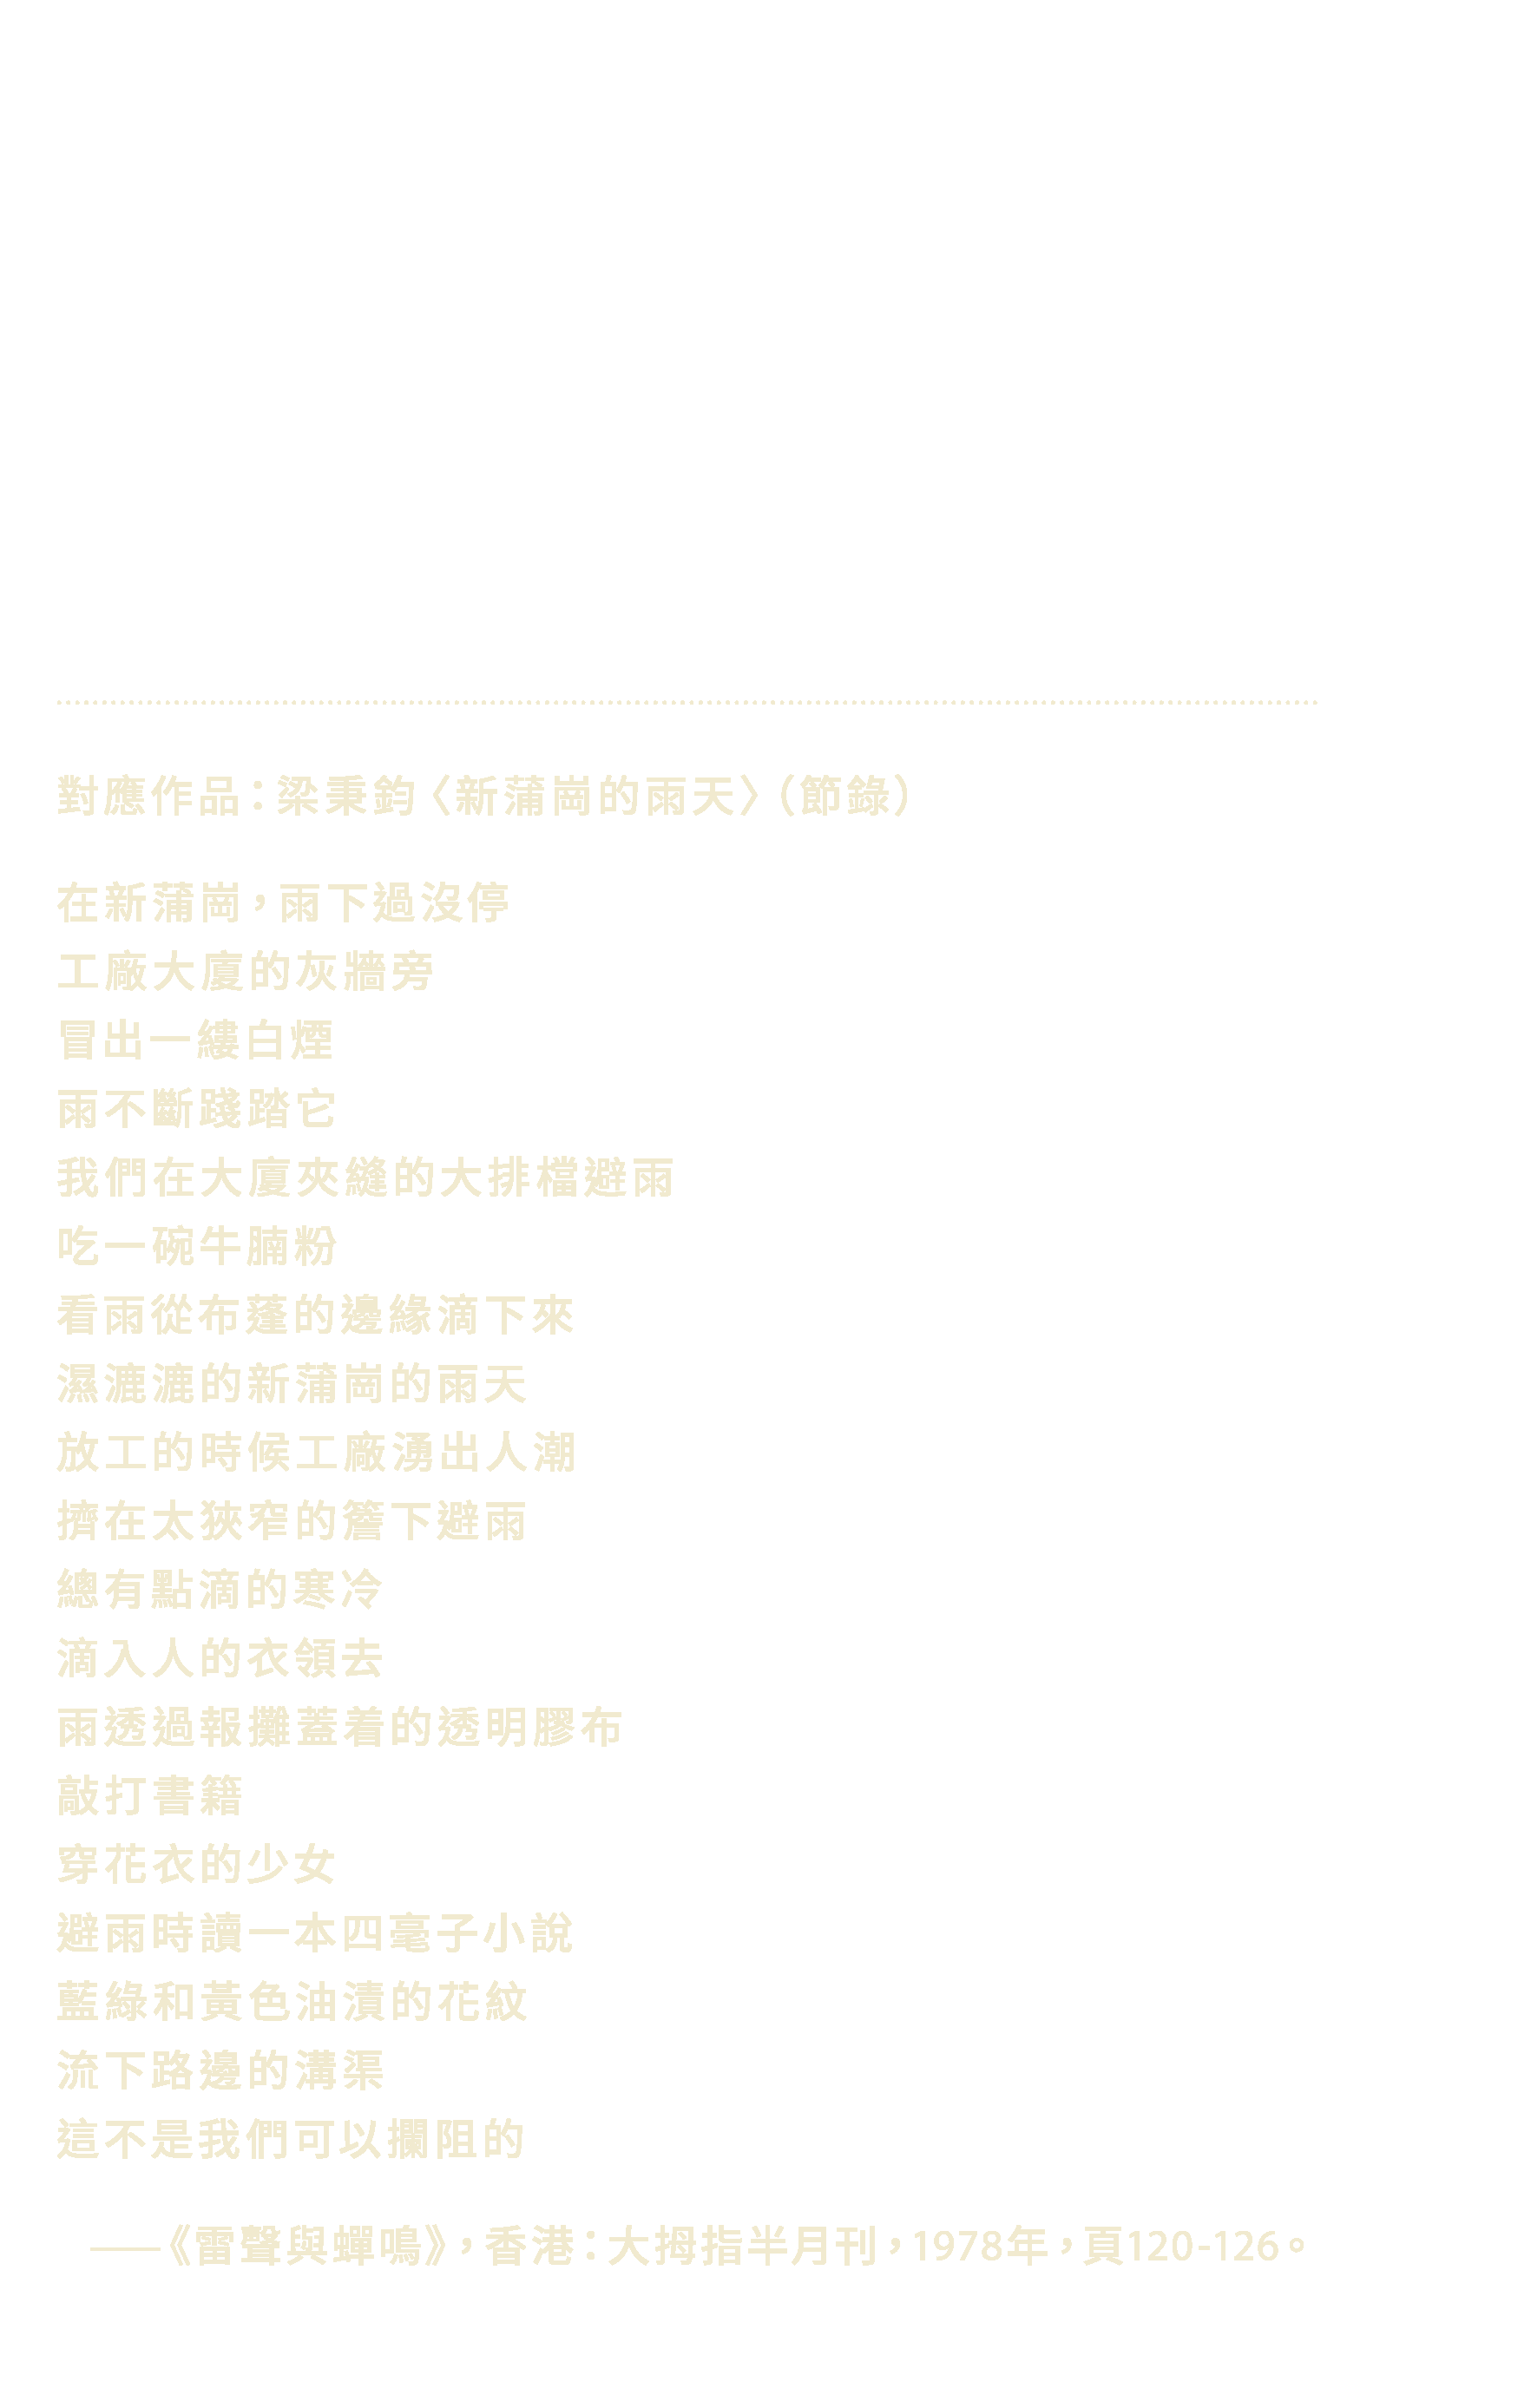 對應作品：梁秉鈞〈新蒲崗的雨天〉（節錄）
在新蒲崗，雨下過沒停
工廠大廈的灰牆旁
冒出一縷白煙
雨不斷踐踏它
我們在大廈夾縫的大排檔避雨
吃一碗牛腩粉
看雨從布蓬的邊緣滴下來
濕漉漉的新蒲崗的雨天
放工的時候工廠湧出人潮
擠在太狹窄的簷下避雨
總有點滴的寒冷
滴入人的衣領去
雨透過報攤蓋着的透明膠布
敲打書籍
穿花衣的少女
避雨時讀一本四毫子小說
藍綠和黃色油漬的花紋
流下路邊的溝渠
這不是我們可以攔阻的
——《雷聲與蟬鳴》，香港：大拇指半月刊，1978年，頁120-126。